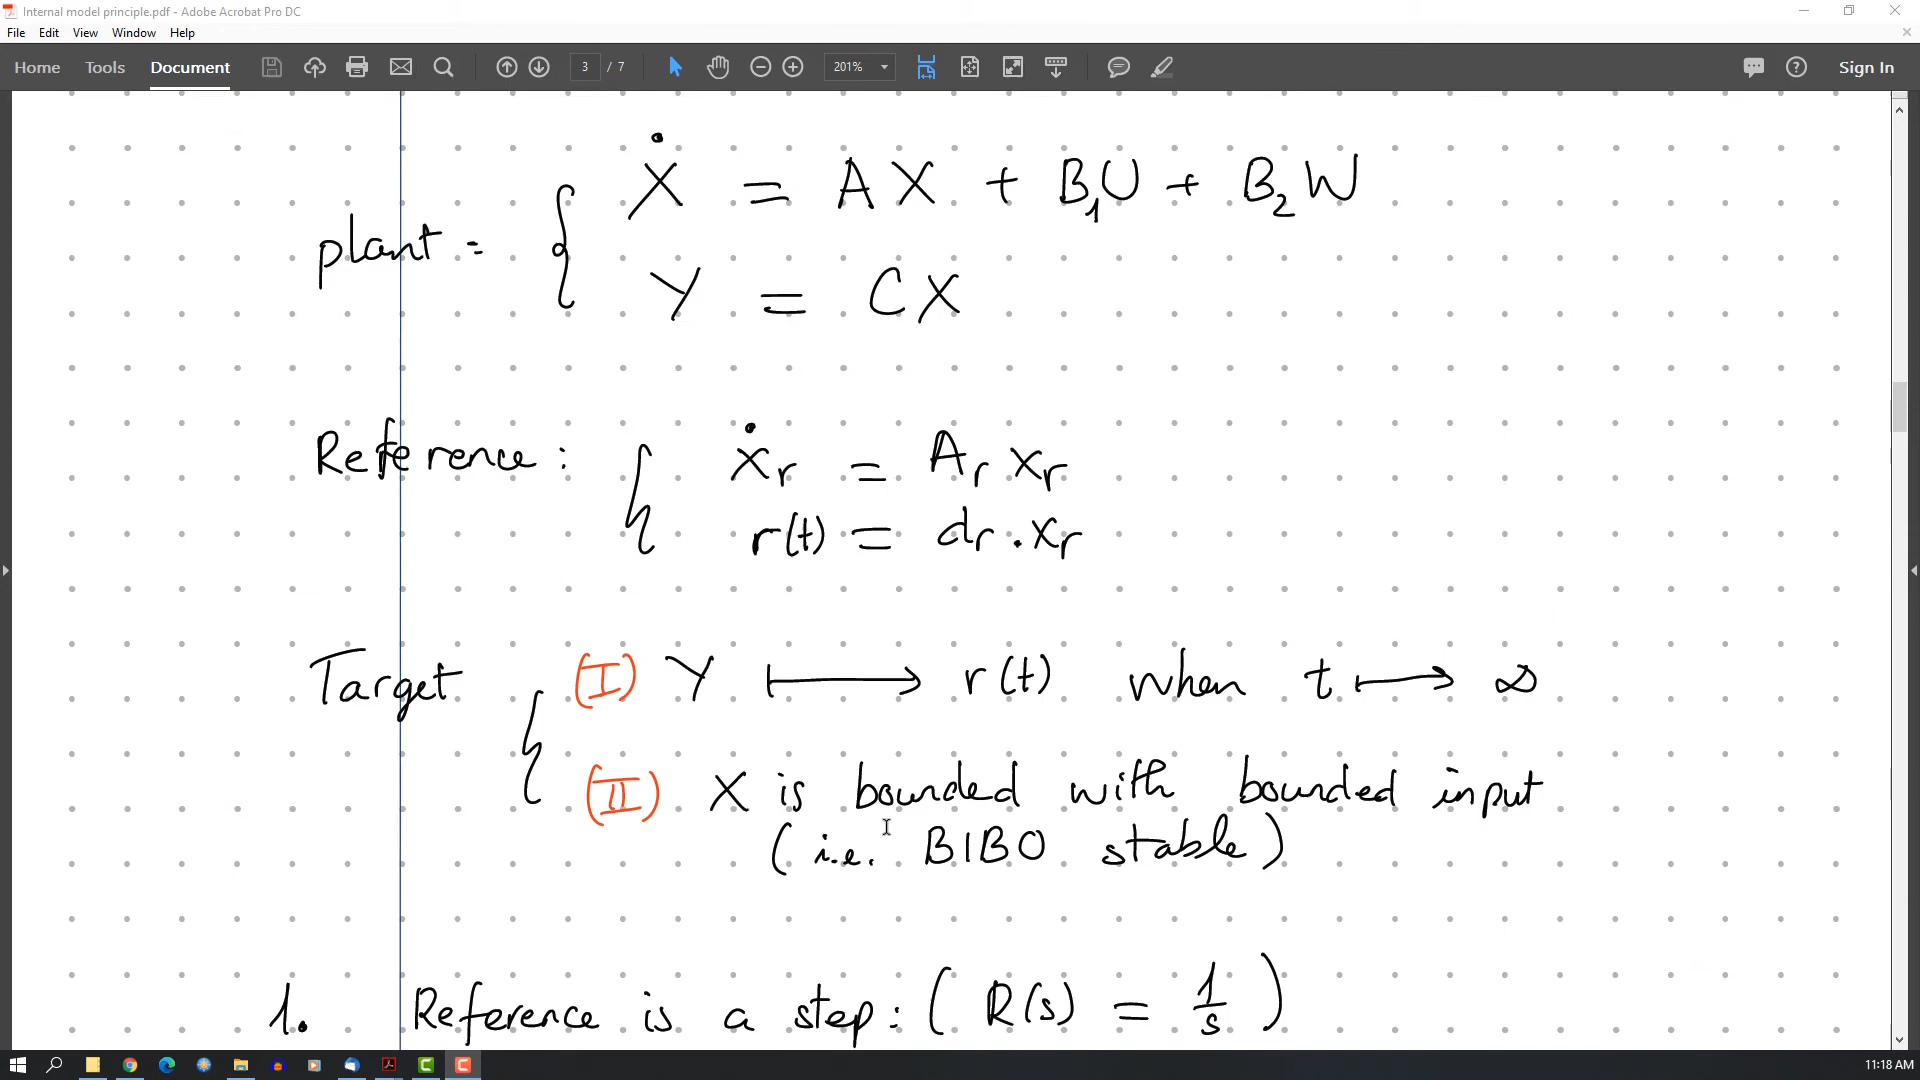 Internal model principle.pdf - Adobe Acrobat Pro DC
File Edit View Window Help
Home Tools Document 3 / 7 201% Sign In
plant = { Ẋ = AX + B₁U + B₂W
Y = CX
Reference : { ẋr = Ar xr
r(t) = dr . xr
Target { (I) Y ⟼ r(t) when t ⟼ ∞
(II) X is bounded with bounded input
(i.e. BIBO stable)
1. Reference is a step : ( R(s) = 1/s )
11:18 AM